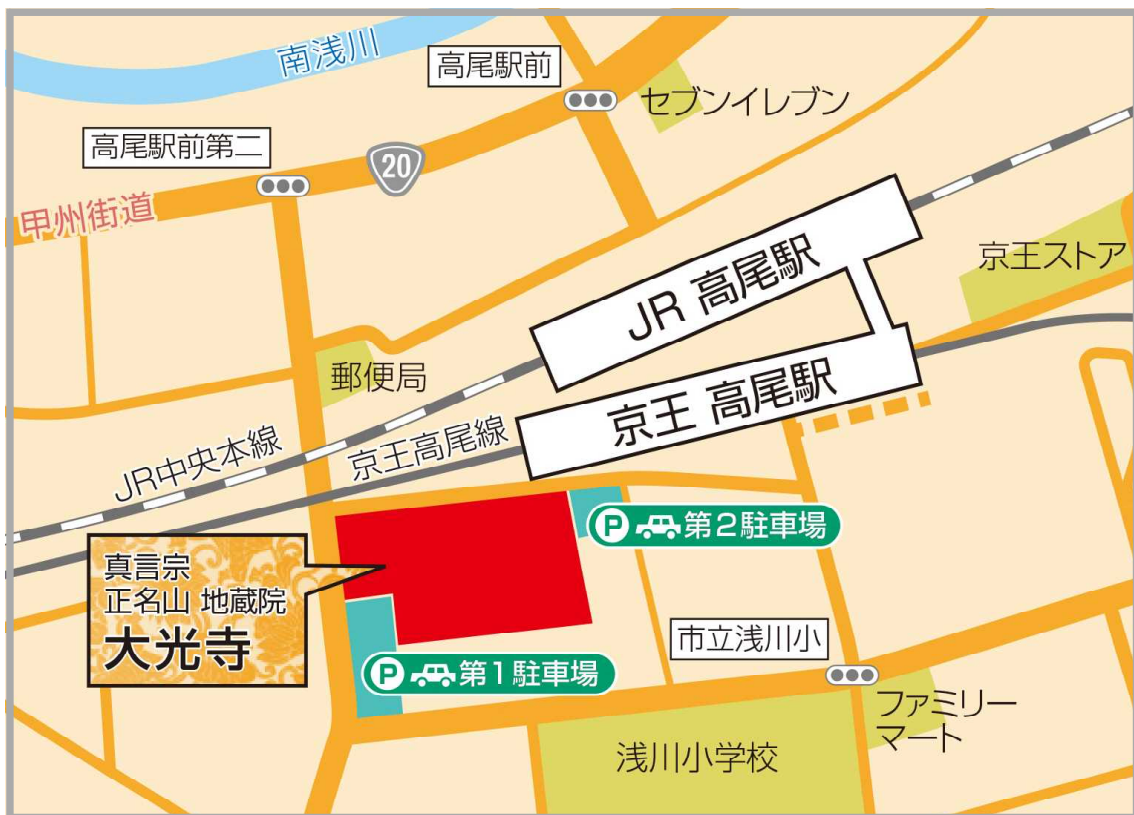 南浅川
高尾駅前
セブンイレブン
高尾駅前第二
20
甲州街道
JR 高尾駅
京王ストア
京王 高尾駅
郵便局
JR中央本線
京王高尾線
P 第2駐車場
真言宗
正名山 地蔵院
大光寺
市立浅川小
P 第1駐車場
ファミリー
マート
浅川小学校